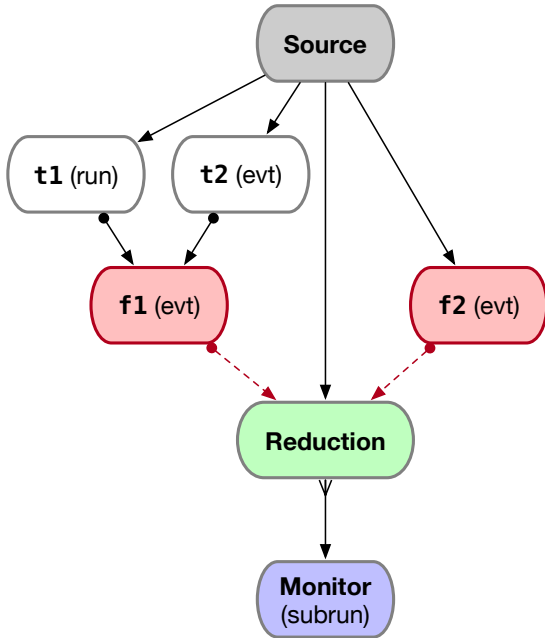 Source
t1 (run)
t2 (evt)
f1 (evt)
f2 (evt)
Reduction
Monitor
(subrun)